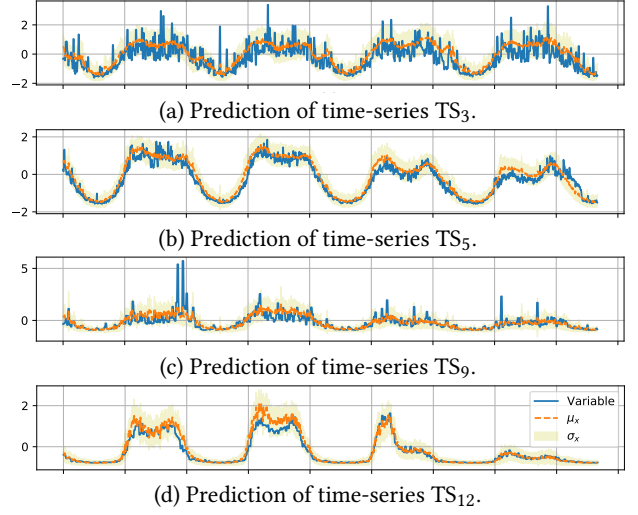 2
0
−2
(a) Prediction of time-series TS₃.
2
0
−2
(b) Prediction of time-series TS₅.
5
0
(c) Prediction of time-series TS₉.
2
0
Variable
μₓ
σₓ
(d) Prediction of time-series TS₁₂.